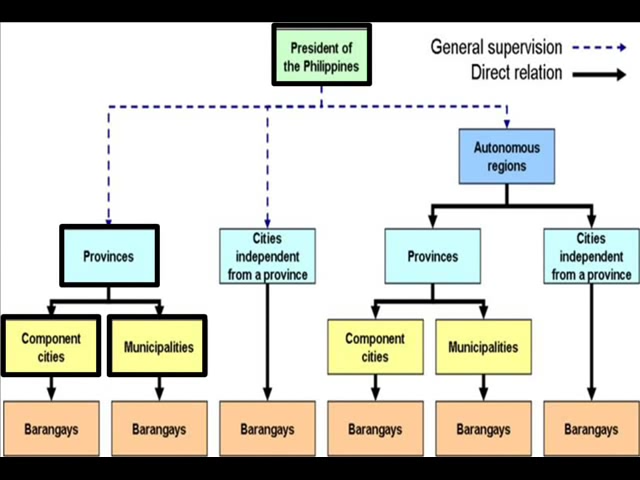 President of
the Philippines
General supervision
Direct relation
Autonomous
regions
Provinces
Cities
independent
from a province
Provinces
Cities
independent
from a province
Component
cities
Municipalities
Component
cities
Municipalities
Barangays
Barangays
Barangays
Barangays
Barangays
Barangays